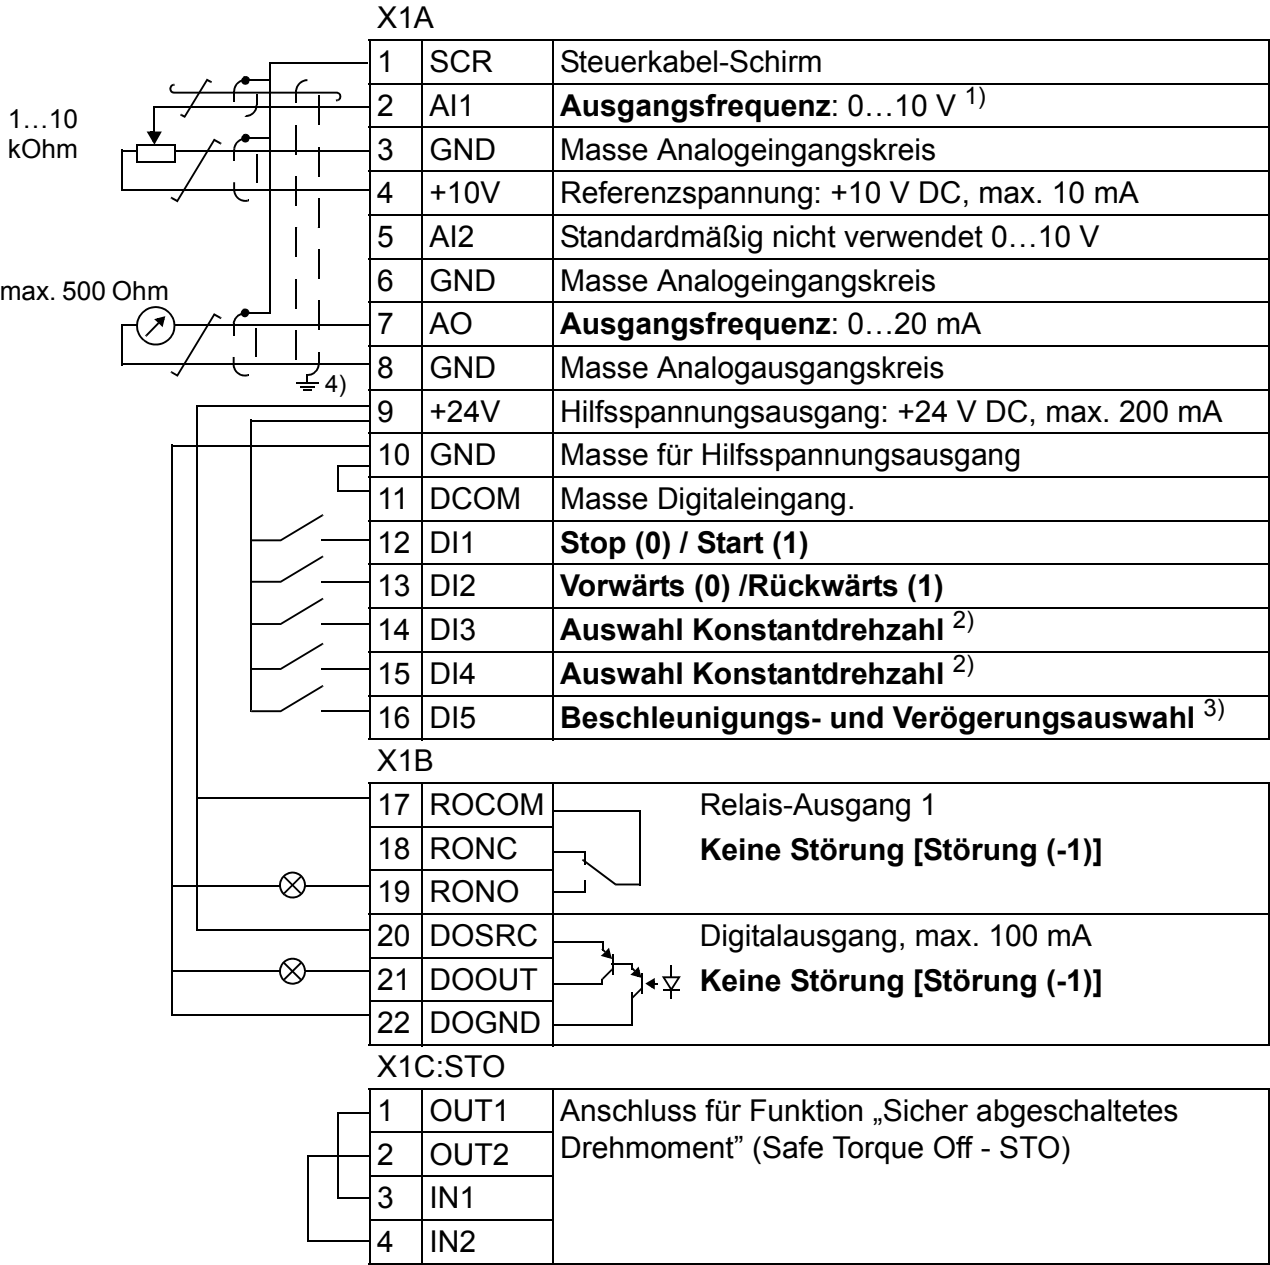 X1A
1 SCR Steuerkabel-Schirm
1…10
kOhm
2 AI1 Ausgangsfrequenz: 0…10 V 1)
3 GND Masse Analogeingangskreis
4 +10V Referenzspannung: +10 V DC, max. 10 mA
5 AI2 Standardmäßig nicht verwendet 0…10 V
6 GND Masse Analogeingangskreis
max. 500 Ohm
7 AO Ausgangsfrequenz: 0…20 mA
8 GND Masse Analogausgangskreis
4)
9 +24V Hilfsspannungsausgang: +24 V DC, max. 200 mA
10 GND Masse für Hilfsspannungsausgang
11 DCOM Masse Digitaleingang.
12 DI1 Stop (0) / Start (1)
13 DI2 Vorwärts (0) /Rückwärts (1)
14 DI3 Auswahl Konstantdrehzahl 2)
15 DI4 Auswahl Konstantdrehzahl 2)
16 DI5 Beschleunigungs- und Verögerungsauswahl 3)
X1B
17 ROCOM Relais-Ausgang 1
18 RONC Keine Störung [Störung (-1)]
19 RONO
20 DOSRC Digitalausgang, max. 100 mA
21 DOOUT Keine Störung [Störung (-1)]
22 DOGND
X1C:STO
1 OUT1 Anschluss für Funktion „Sicher abgeschaltetes
2 OUT2 Drehmoment” (Safe Torque Off - STO)
3 IN1
4 IN2